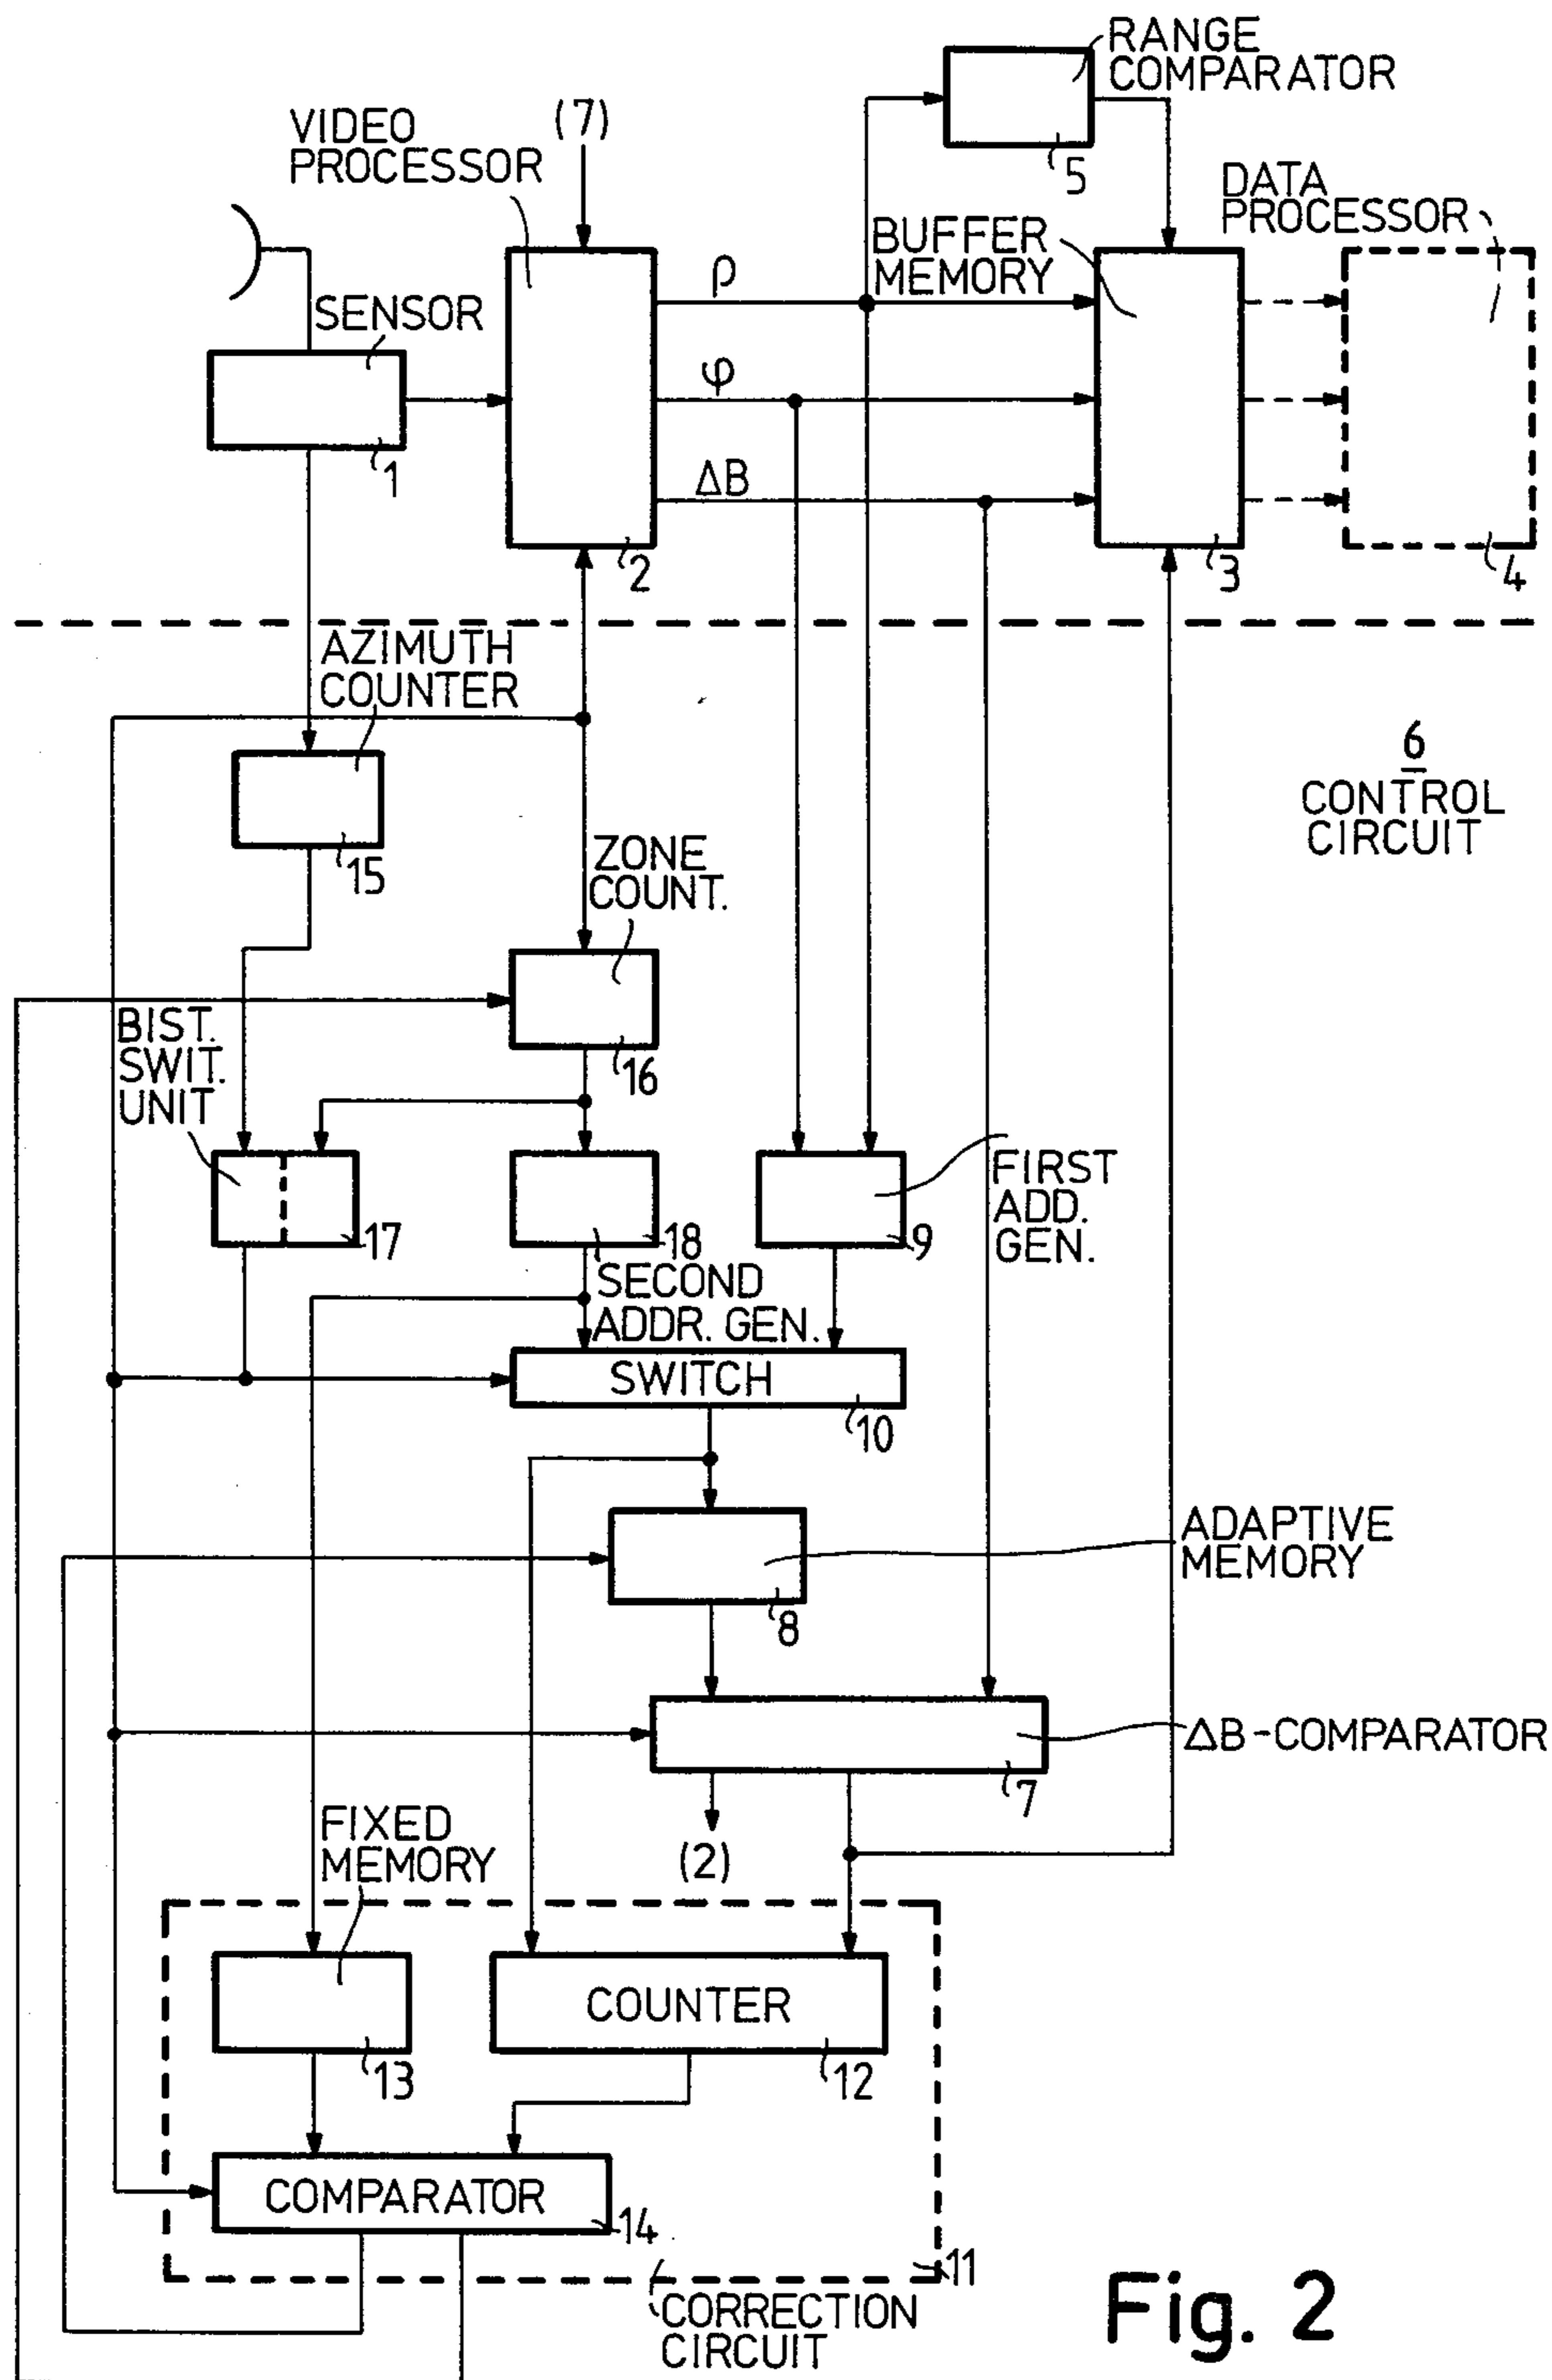 RANGE
COMPARATOR
5
VIDEO
PROCESSOR
(7)
DATA
PROCESSOR
BUFFER
MEMORY
ρ
SENSOR
φ
1
ΔB
2
3
4
AZIMUTH
COUNTER
6
CONTROL
CIRCUIT
15
ZONE
COUNT.
BIST.
SWIT.
UNIT
16
17
18
9
FIRST
ADD.
GEN.
SECOND
ADDR. GEN.
SWITCH
10
ADAPTIVE
MEMORY
8
ΔB-COMPARATOR
7
FIXED
MEMORY
(2)
COUNTER
13
12
COMPARATOR
14
11
CORRECTION
CIRCUIT
Fig. 2